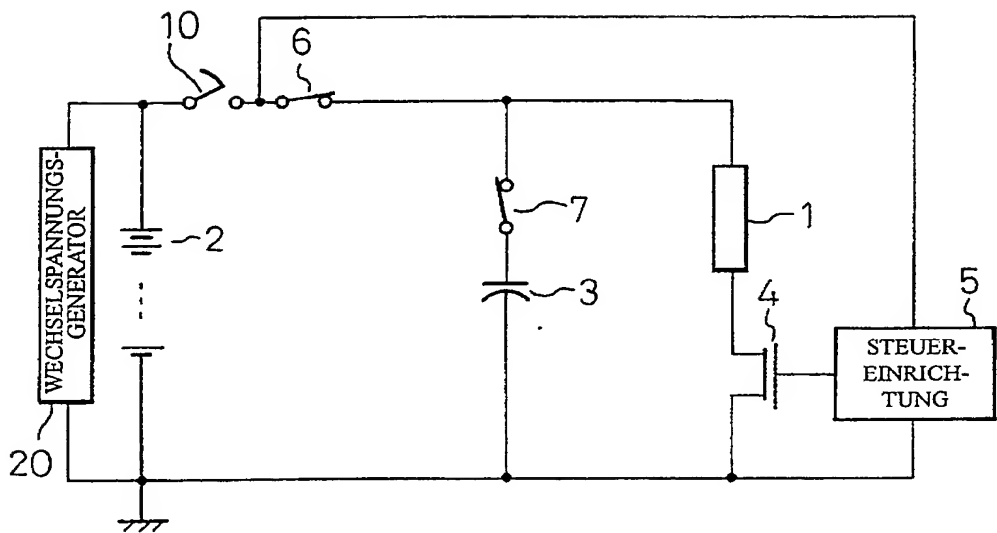 10
6
WECHSELSPANNUNGS-
GENERATOR
2
7
3
1
4
5
STEUER-
EINRICH-
TUNG
20